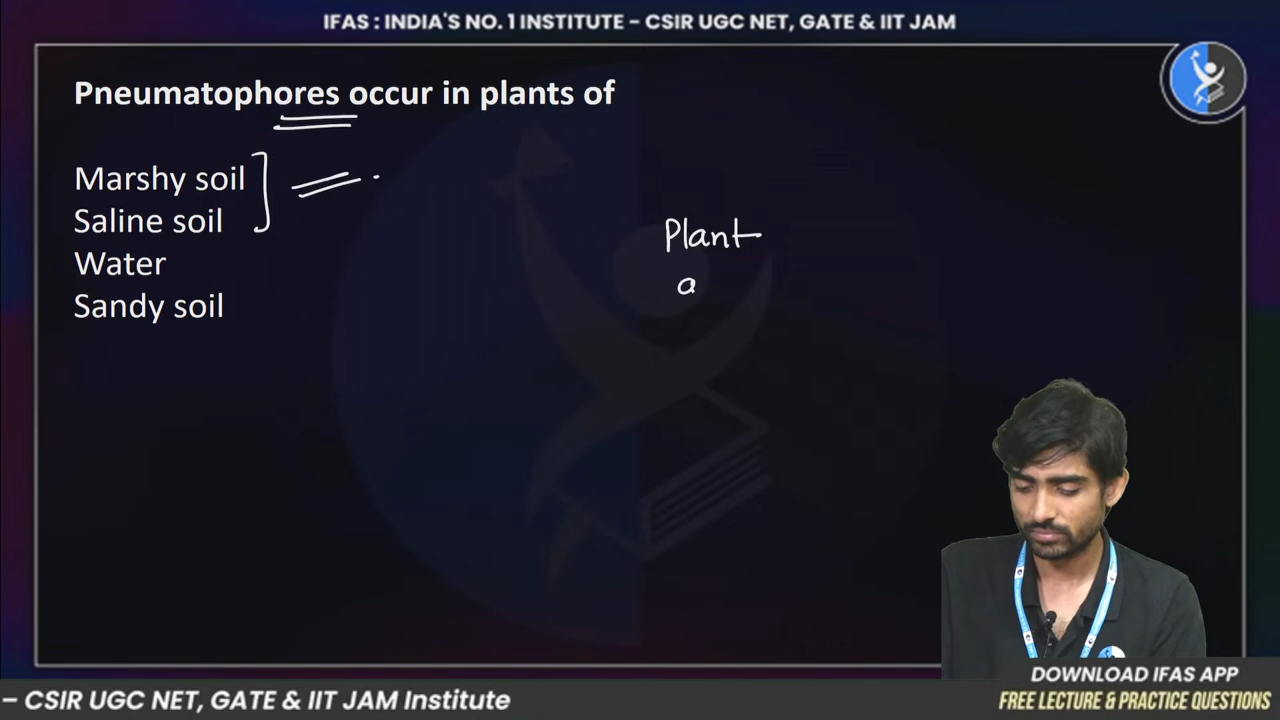 IFAS : INDIA'S NO. 1 INSTITUTE - CSIR UGC NET, GATE & IIT JAM
Pneumatophores occur in plants of
Marshy soil
Saline soil
Water
Sandy soil
Plant
a
DOWNLOAD IFAS APP
FREE LECTURE & PRACTICE QUESTIONS
– CSIR UGC NET, GATE & IIT JAM Institute